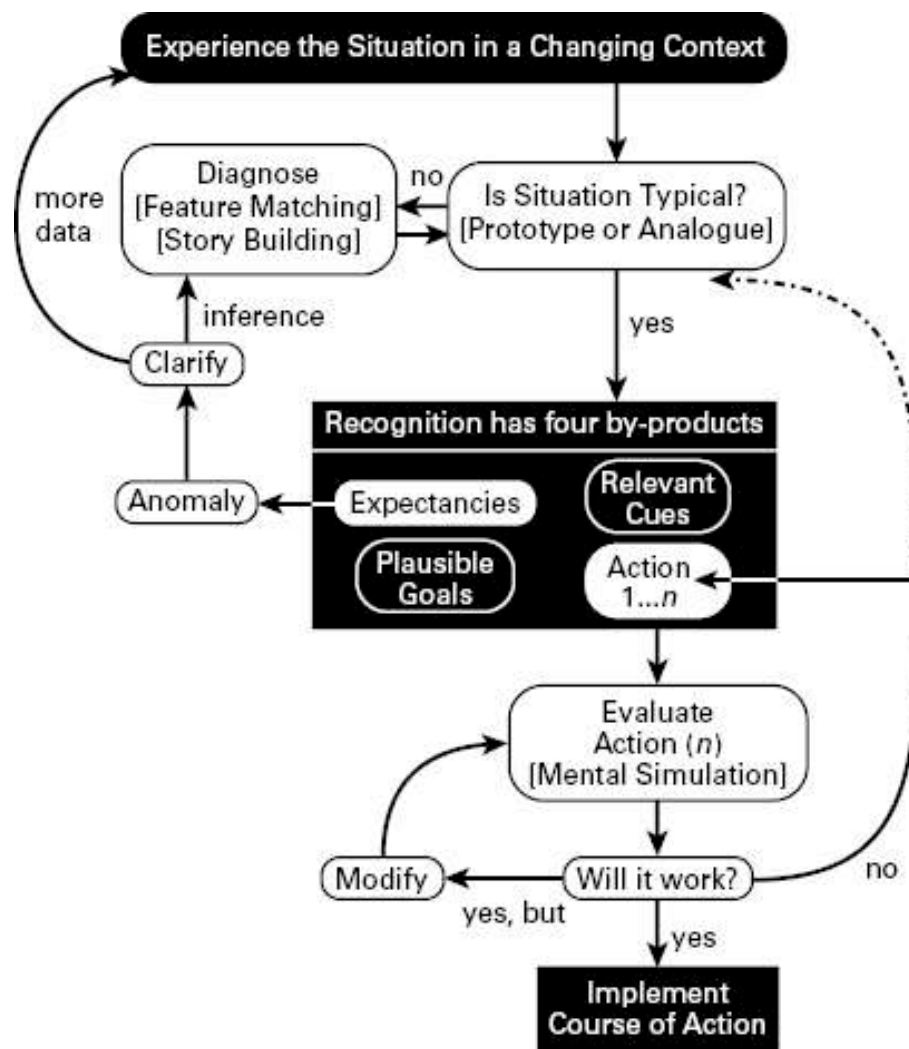 Experience the Situation in a Changing Context
more
data
Diagnose
[Feature Matching]
[Story Building]
no
Is Situation Typical?
[Prototype or Analogue]
inference
yes
Clarify
Recognition has four by-products
Anomaly
Expectancies
Relevant
Cues
Plausible
Goals
Action
1...n
Evaluate
Action (n)
[Mental Simulation]
Modify
yes, but
Will it work?
no
yes
Implement
Course of Action